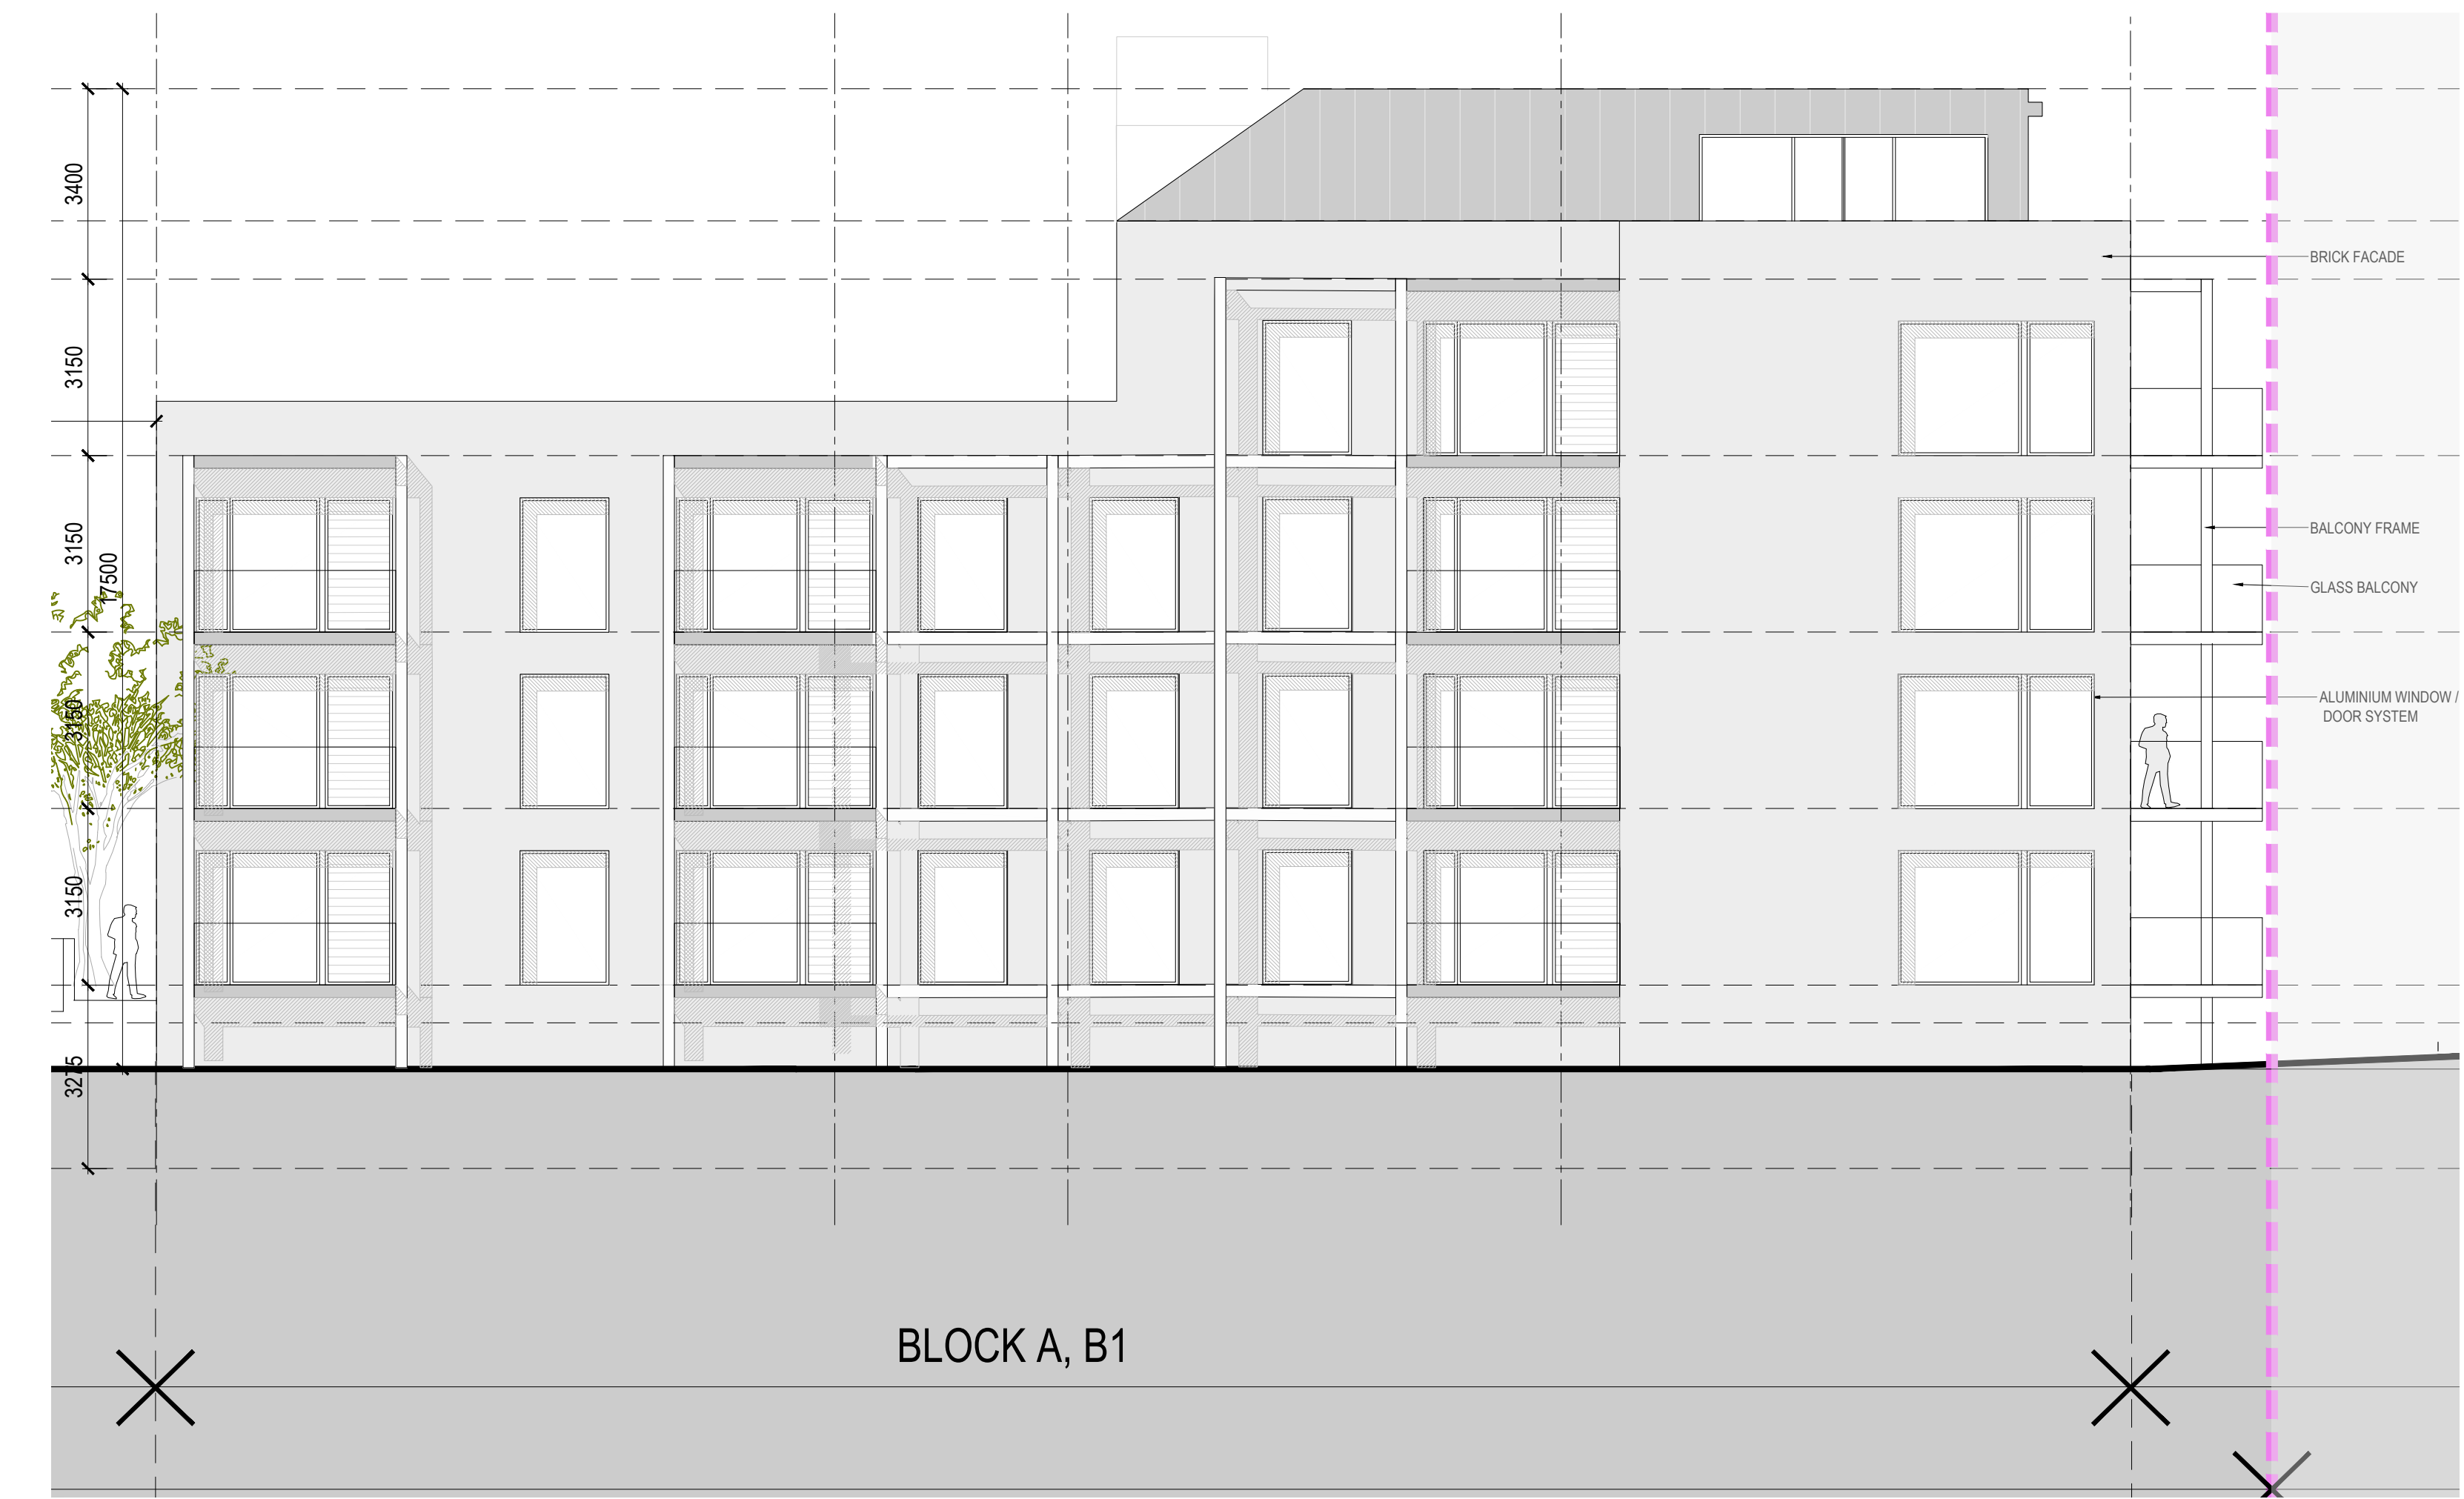 3400
BRICK FACADE
3150
BALCONY FRAME
3150
17500
GLASS BALCONY
3150
ALUMINIUM WINDOW /
DOOR SYSTEM
3150
3275
BLOCK A, B1